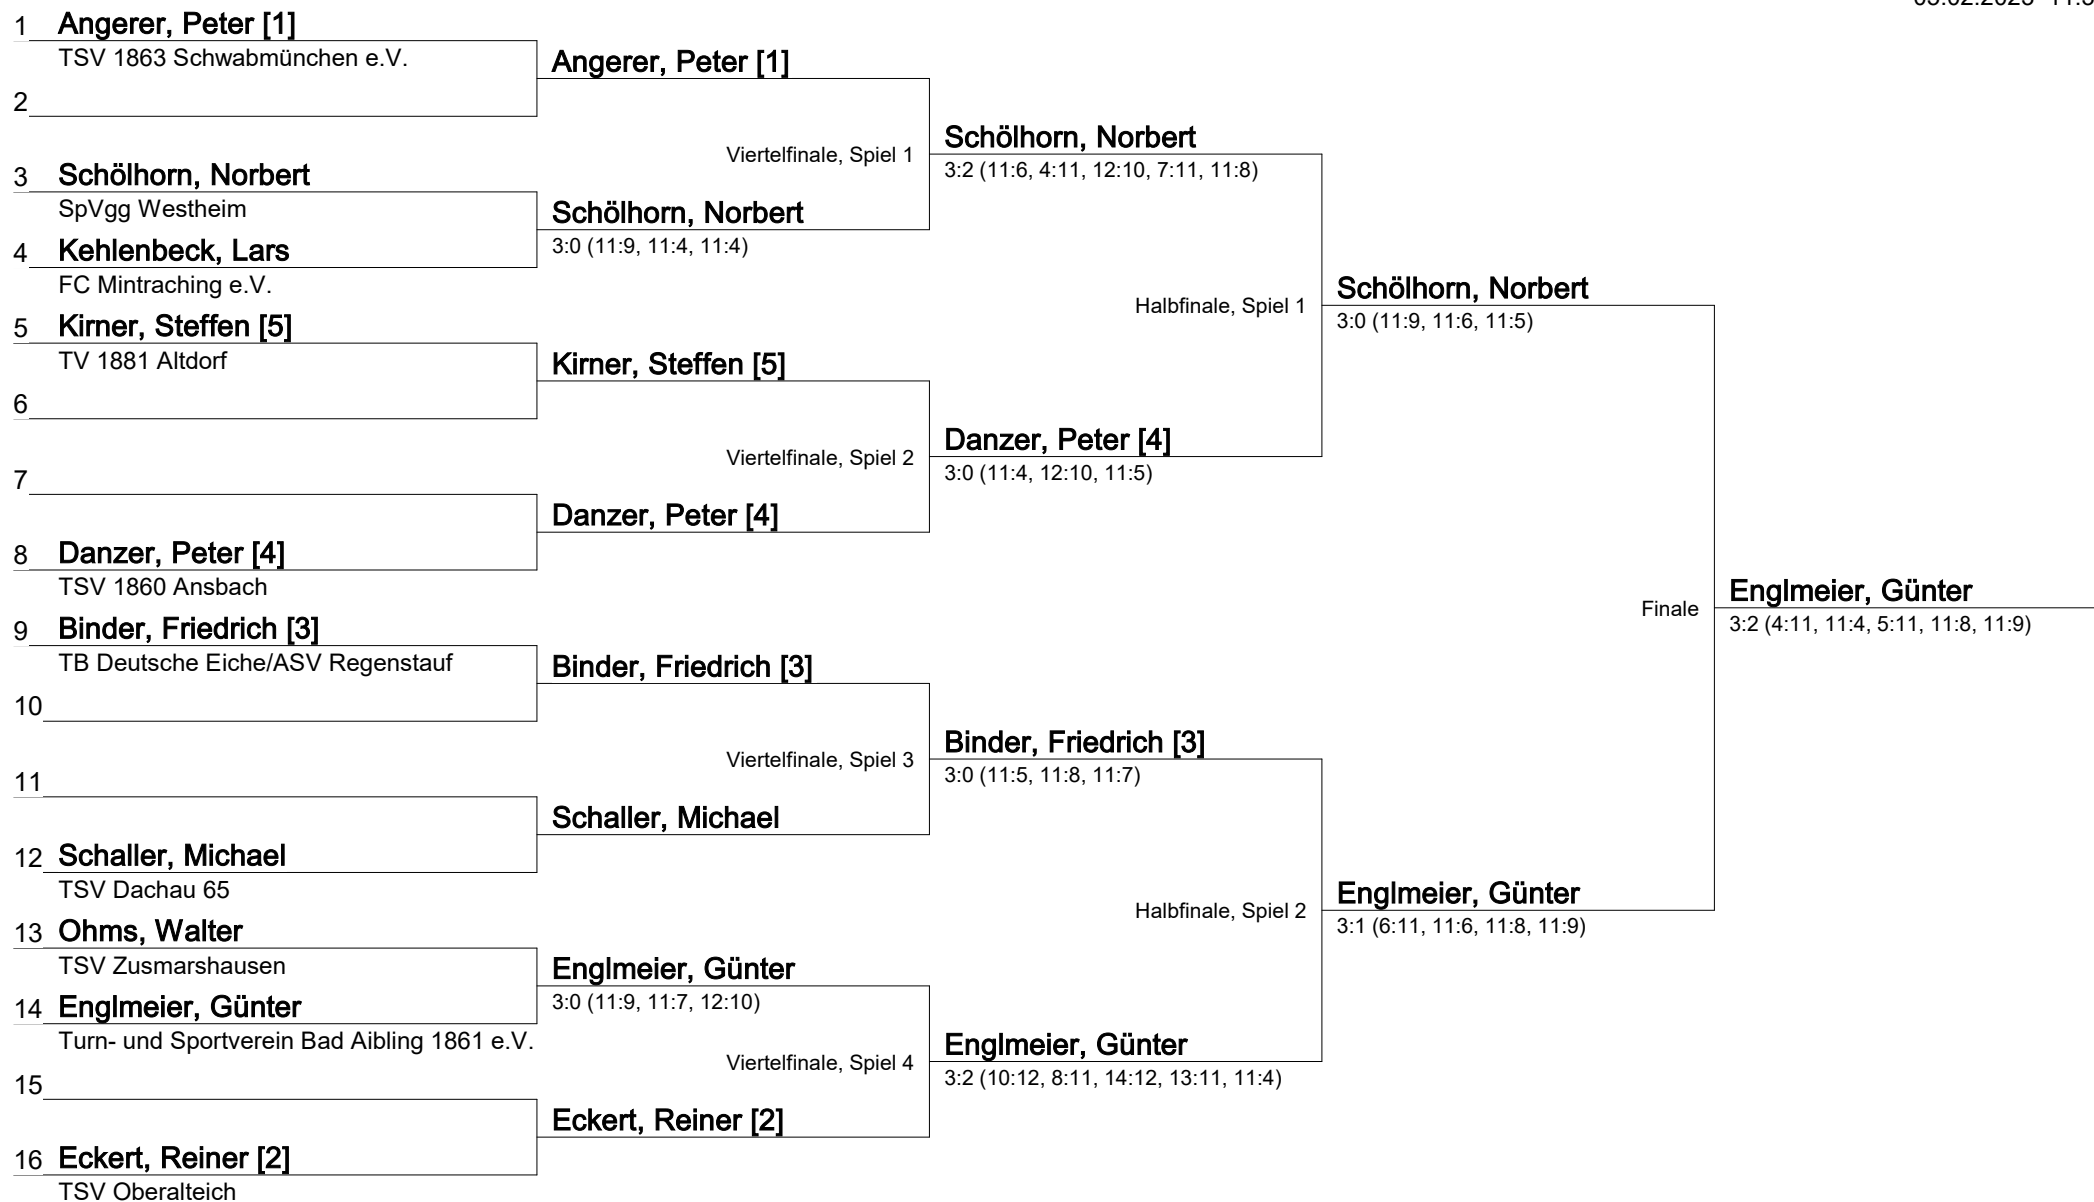 1 Angerer, Peter [1]
TSV 1863 Schwabmünchen e.V.
Angerer, Peter [1]
2
Viertelfinale, Spiel 1
Schölhorn, Norbert
3:2 (11:6, 4:11, 12:10, 7:11, 11:8)
3 Schölhorn, Norbert
SpVgg Westheim
Schölhorn, Norbert
3:0 (11:9, 11:4, 11:4)
4 Kehlenbeck, Lars
FC Mintraching e.V.
Halbfinale, Spiel 1
Schölhorn, Norbert
3:0 (11:9, 11:6, 11:5)
5 Kirner, Steffen [5]
TV 1881 Altdorf
Kirner, Steffen [5]
6
Viertelfinale, Spiel 2
Danzer, Peter [4]
3:0 (11:4, 12:10, 11:5)
7
Danzer, Peter [4]
8 Danzer, Peter [4]
TSV 1860 Ansbach
Finale
Englmeier, Günter
3:2 (4:11, 11:4, 5:11, 11:8, 11:9)
9 Binder, Friedrich [3]
TB Deutsche Eiche/ASV Regenstauf
Binder, Friedrich [3]
10
Viertelfinale, Spiel 3
Binder, Friedrich [3]
3:0 (11:5, 11:8, 11:7)
11
Schaller, Michael
12 Schaller, Michael
TSV Dachau 65
Halbfinale, Spiel 2
Englmeier, Günter
3:1 (6:11, 11:6, 11:8, 11:9)
13 Ohms, Walter
TSV Zusmarshausen
Englmeier, Günter
3:0 (11:9, 11:7, 12:10)
14 Englmeier, Günter
Turn- und Sportverein Bad Aibling 1861 e.V.
Viertelfinale, Spiel 4
Englmeier, Günter
3:2 (10:12, 8:11, 14:12, 13:11, 11:4)
15
Eckert, Reiner [2]
16 Eckert, Reiner [2]
TSV Oberalteich